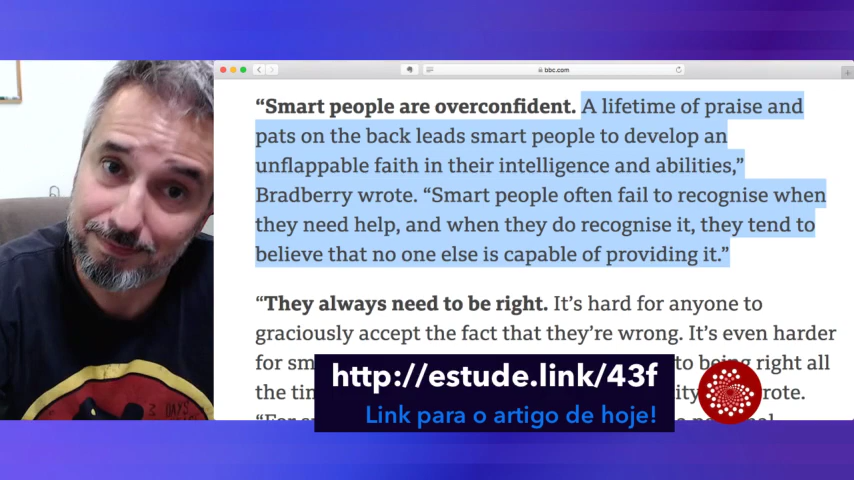 bbc.com
“Smart people are overconfident. A lifetime of praise and
pats on the back leads smart people to develop an
unflappable faith in their intelligence and abilities,”
Bradberry wrote. “Smart people often fail to recognise when
they need help, and when they do recognise it, they tend to
believe that no one else is capable of providing it.”
“They always need to be right. It’s hard for anyone to
graciously accept the fact that they’re wrong. It’s even harder
for sm to being right all
the tin rote.
http://estude.link/43f
Link para o artigo de hoje!
DAYS